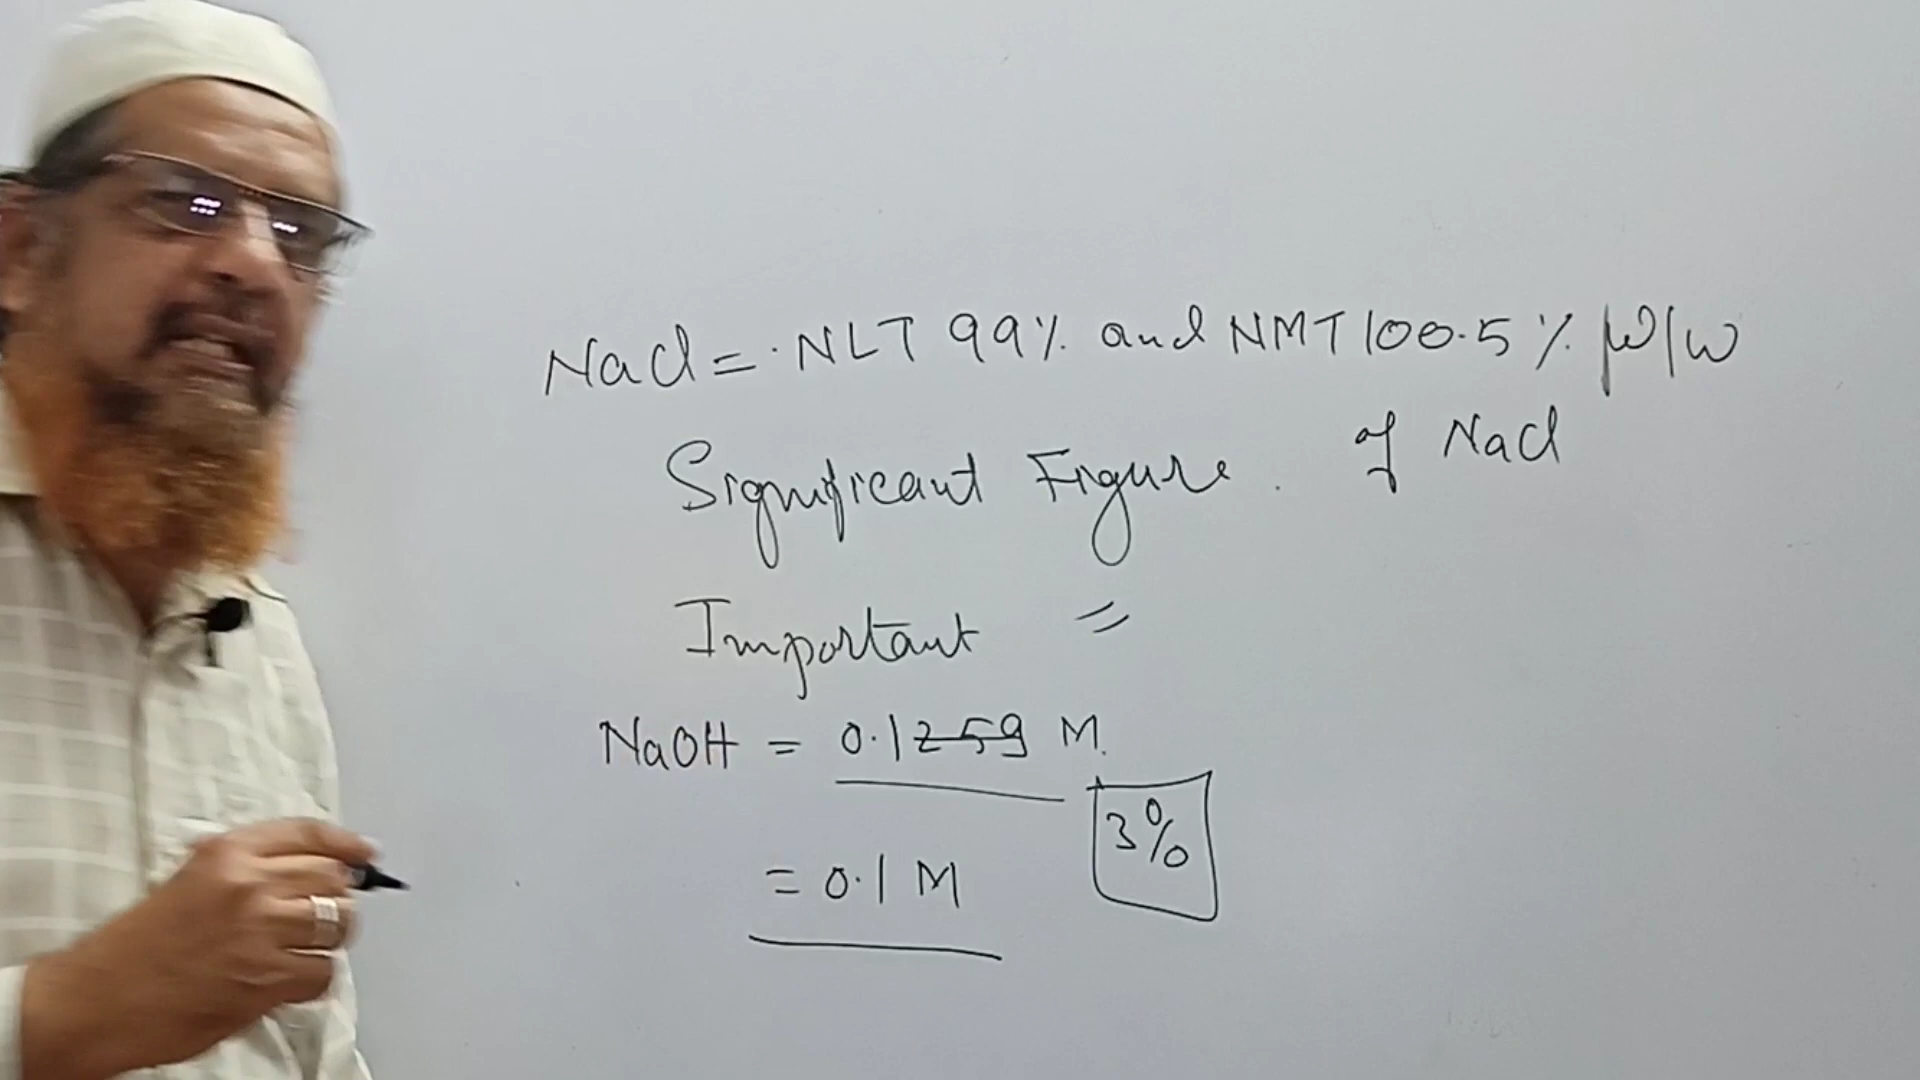 NaCl = NLT 99% and NMT 100.5% W/W
of NaCl
Significant Figure.
Important =
NaOH = 0.1259 M.
3%
= 0.1 M